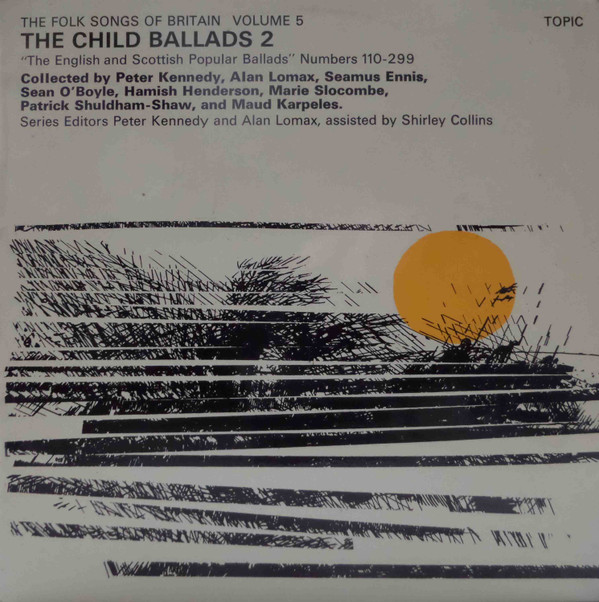 THE FOLK SONGS OF BRITAIN VOLUME 5
TOPIC
THE CHILD BALLADS 2
"The English and Scottish Popular Ballads" Numbers 110-299
Collected by Peter Kennedy, Alan Lomax, Seamus Ennis,
Sean O'Boyle, Hamish Henderson, Marie Slocombe,
Patrick Shuldham-Shaw, and Maud Karpeles.
Series Editors Peter Kennedy and Alan Lomax, assisted by Shirley Collins